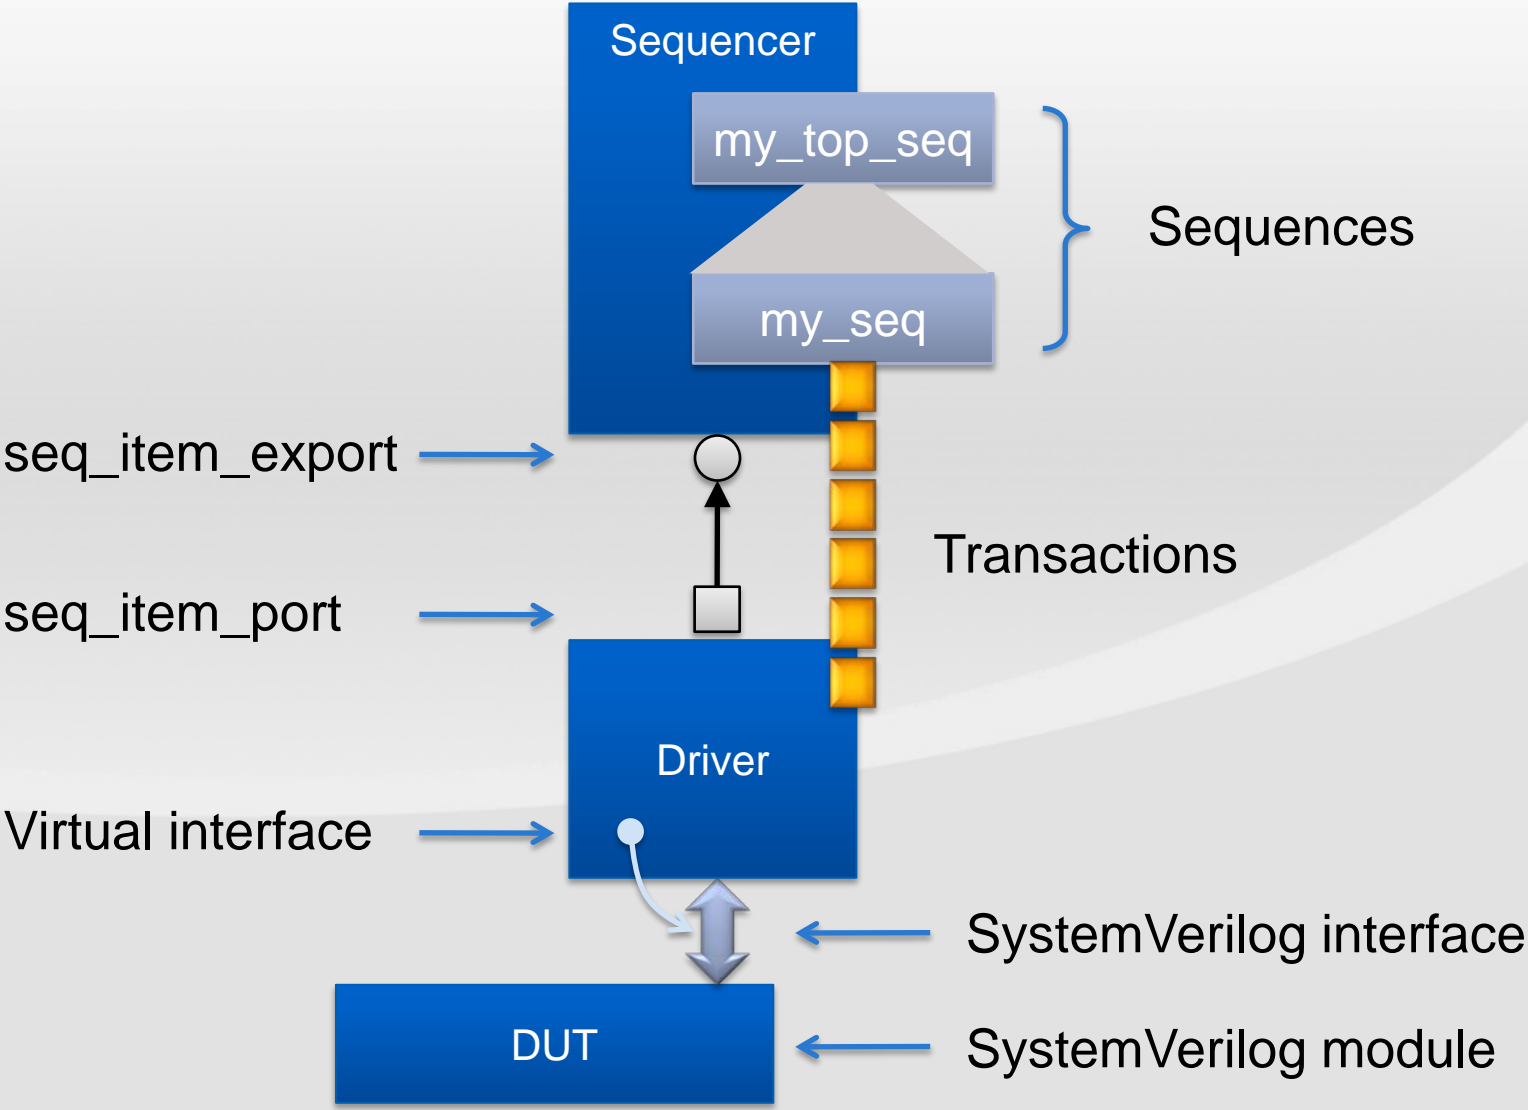 Sequencer
my_top_seq
Sequences
my_seq
seq_item_export
Transactions
seq_item_port
Driver
Virtual interface
SystemVerilog interface
DUT
SystemVerilog module